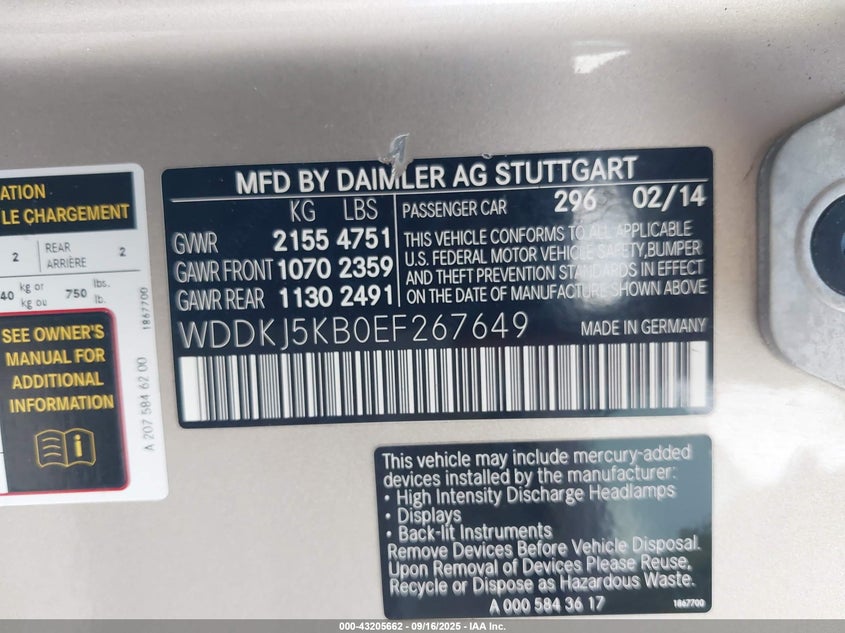 ATION
LE CHARGEMENT
2 REAR ARRIÈRE 2
40 kg or kg ou 750 lbs. lb.
SEE OWNER'S
MANUAL FOR
ADDITIONAL
INFORMATION
A 207 584 62 00
1867700
MFD BY DAIMLER AG STUTTGART
KG LBS
GVWR 2155 4751
GAWR FRONT 1070 2359
GAWR REAR 1130 2491
PASSENGER CAR 296 02/14
THIS VEHICLE CONFORMS TO ALL APPLICABLE
U.S. FEDERAL MOTOR VEHICLE SAFETY,BUMPER
AND THEFT PREVENTION STANDARDS IN EFFECT
ON THE DATE OF MANUFACTURE SHOWN ABOVE
WDDKJ5KB0EF267649 MADE IN GERMANY
This vehicle may include mercury-added
devices installed by the manufacturer:
• High Intensity Discharge Headlamps
• Displays
• Back-lit Instruments
Remove Devices Before Vehicle Disposal.
Upon Removal of Devices Please Reuse,
Recycle or Dispose as Hazardous Waste.
A 000 584 36 17 1867700
000-43205662 - 09/16/2025 - IAA Inc.